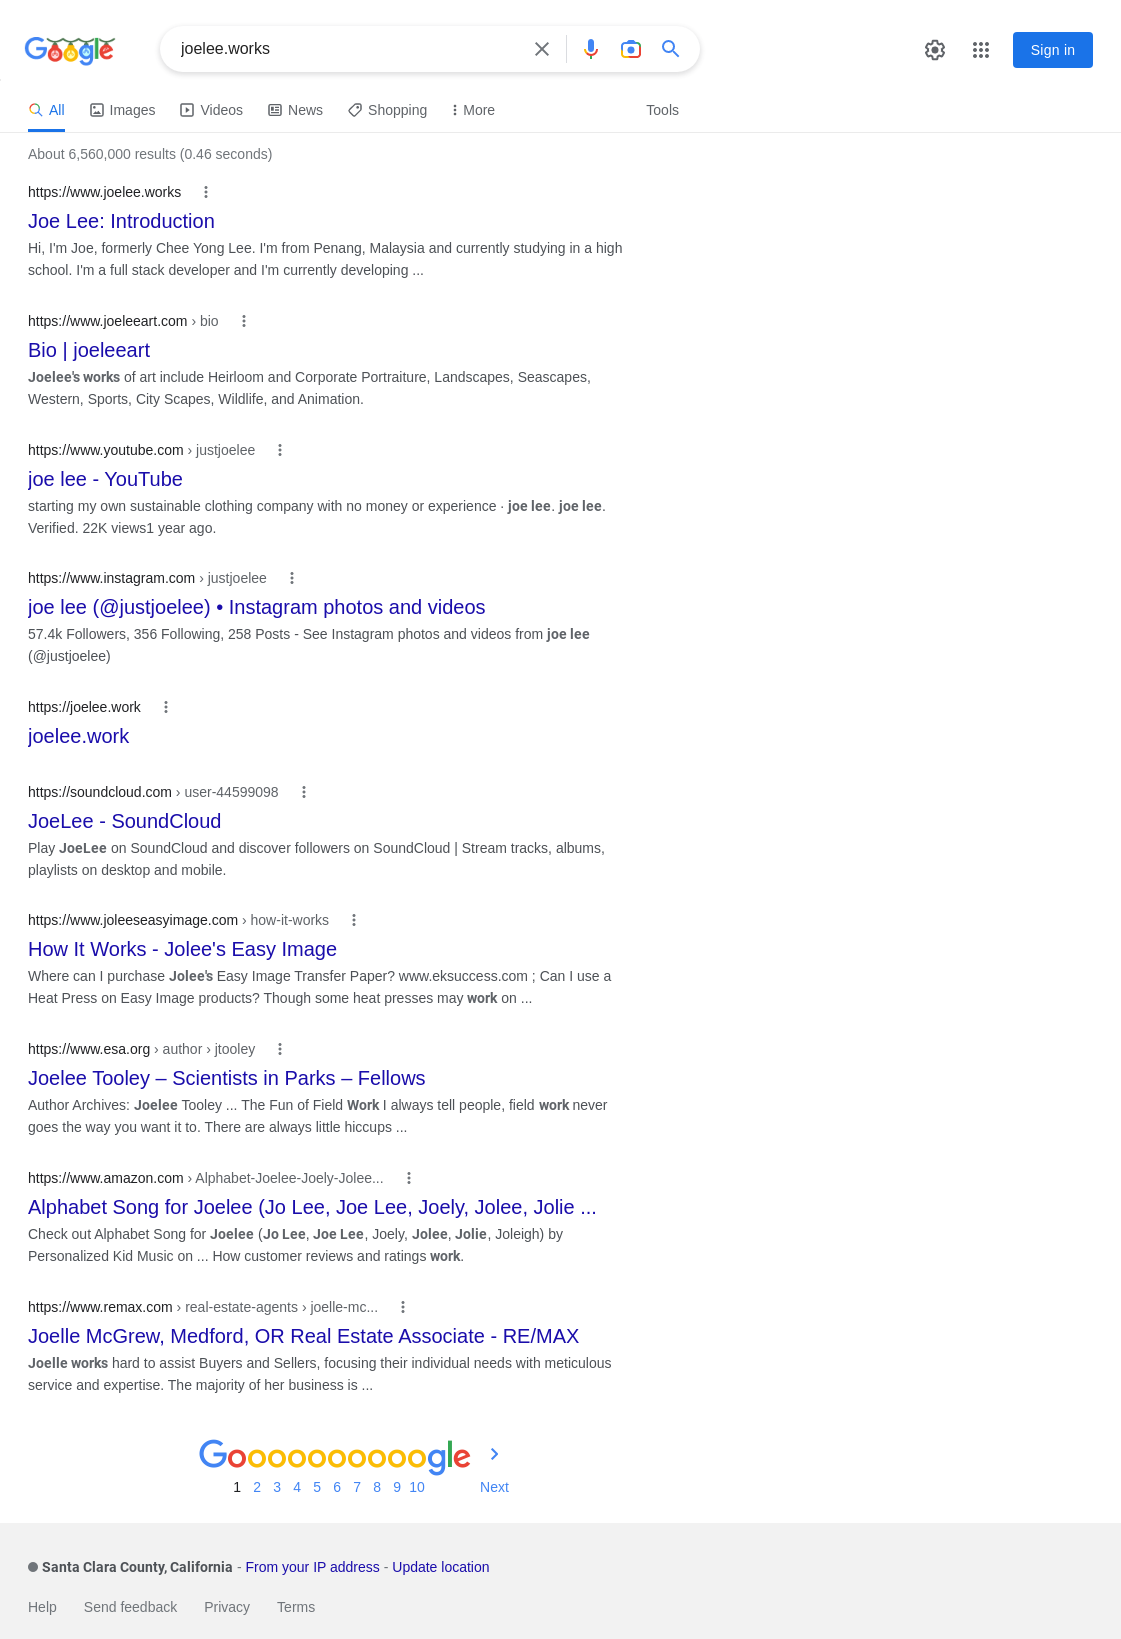 Google
joelee.works
Sign in
All Images Videos News Shopping More Tools
About 6,560,000 results (0.46 seconds)
https://www.joelee.works
Joe Lee: Introduction
Hi, I'm Joe, formerly Chee Yong Lee. I'm from Penang, Malaysia and currently studying in a high
school. I'm a full stack developer and I'm currently developing ...
https://www.joeleeart.com › bio
Bio | joeleeart
Joelee's works of art include Heirloom and Corporate Portraiture, Landscapes, Seascapes,
Western, Sports, City Scapes, Wildlife, and Animation.
https://www.youtube.com › justjoelee
joe lee - YouTube
starting my own sustainable clothing company with no money or experience · joe lee. joe lee.
Verified. 22K views1 year ago.
https://www.instagram.com › justjoelee
joe lee (@justjoelee) • Instagram photos and videos
57.4k Followers, 356 Following, 258 Posts - See Instagram photos and videos from joe lee
(@justjoelee)
https://joelee.work
joelee.work
https://soundcloud.com › user-44599098
JoeLee - SoundCloud
Play JoeLee on SoundCloud and discover followers on SoundCloud | Stream tracks, albums,
playlists on desktop and mobile.
https://www.joleeseasyimage.com › how-it-works
How It Works - Jolee's Easy Image
Where can I purchase Jolee's Easy Image Transfer Paper? www.eksuccess.com ; Can I use a
Heat Press on Easy Image products? Though some heat presses may work on ...
https://www.esa.org › author › jtooley
Joelee Tooley – Scientists in Parks – Fellows
Author Archives: Joelee Tooley ... The Fun of Field Work I always tell people, field work never
goes the way you want it to. There are always little hiccups ...
https://www.amazon.com › Alphabet-Joelee-Joely-Jolee...
Alphabet Song for Joelee (Jo Lee, Joe Lee, Joely, Jolee, Jolie ...
Check out Alphabet Song for Joelee (Jo Lee, Joe Lee, Joely, Jolee, Jolie, Joleigh) by
Personalized Kid Music on ... How customer reviews and ratings work.
https://www.remax.com › real-estate-agents › joelle-mc...
Joelle McGrew, Medford, OR Real Estate Associate - RE/MAX
Joelle works hard to assist Buyers and Sellers, focusing their individual needs with meticulous
service and expertise. The majority of her business is ...
Goooooooooogle
1 2 3 4 5 6 7 8 9 10 Next
Santa Clara County, California - From your IP address - Update location
Help Send feedback Privacy Terms